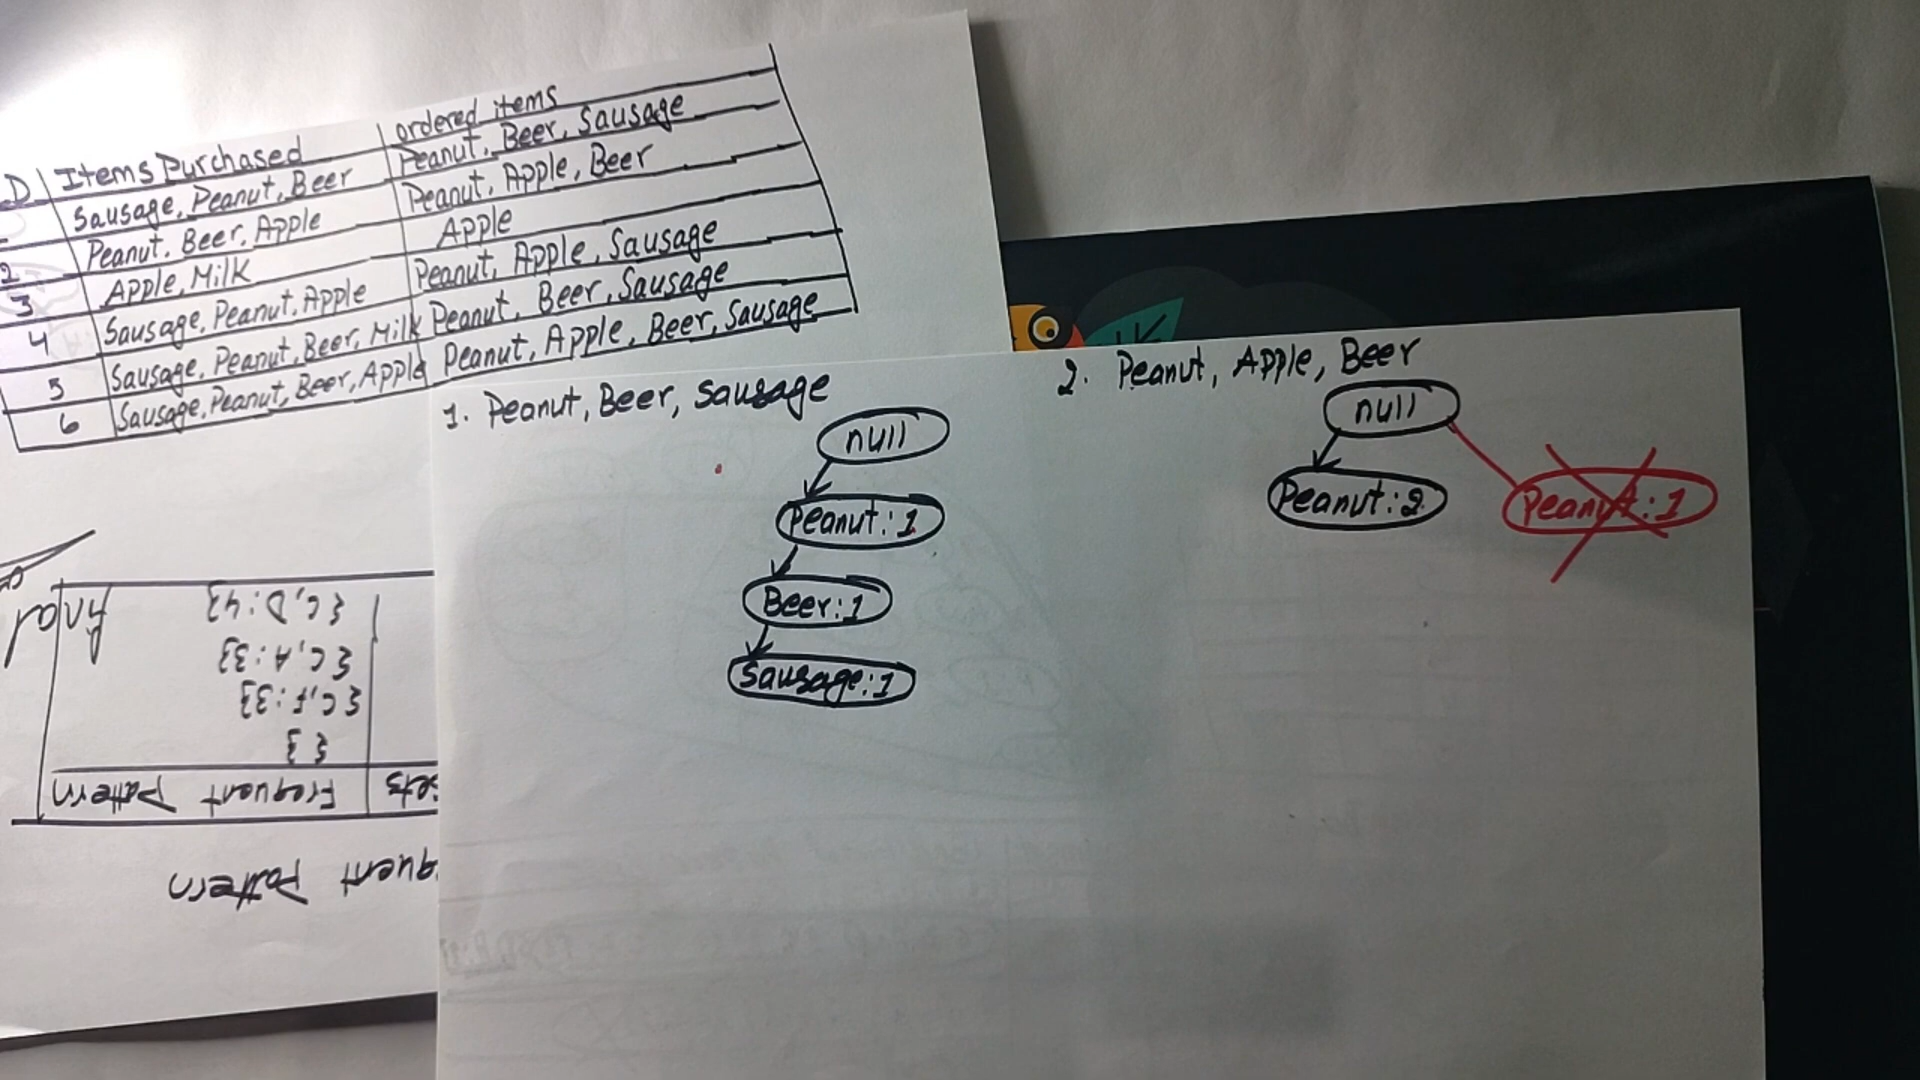 D Items Purchased ordered items
Sausage, Peanut, Beer Peanut, Beer, Sausage
2 Peanut, Beer, Apple Peanut, Apple, Beer
3 Apple, Milk Apple
4 Sausage, Peanut, Apple Peanut, Apple, Sausage
5 Sausage, Peanut, Beer, Milk Peanut, Beer, Sausage
6 Sausage, Peanut, Beer, Apple Peanut, Apple, Beer, Sausage
1. Peanut, Beer, Sausage
null
Peanut:1
Beer:1
Sausage:1
2. Peanut, Apple, Beer
null
Peanut:2
Peanut:1
quent Pattern
sets Frequent Pattern
{ }
{C,F:3}
{C,A:3}
{C,D:4}